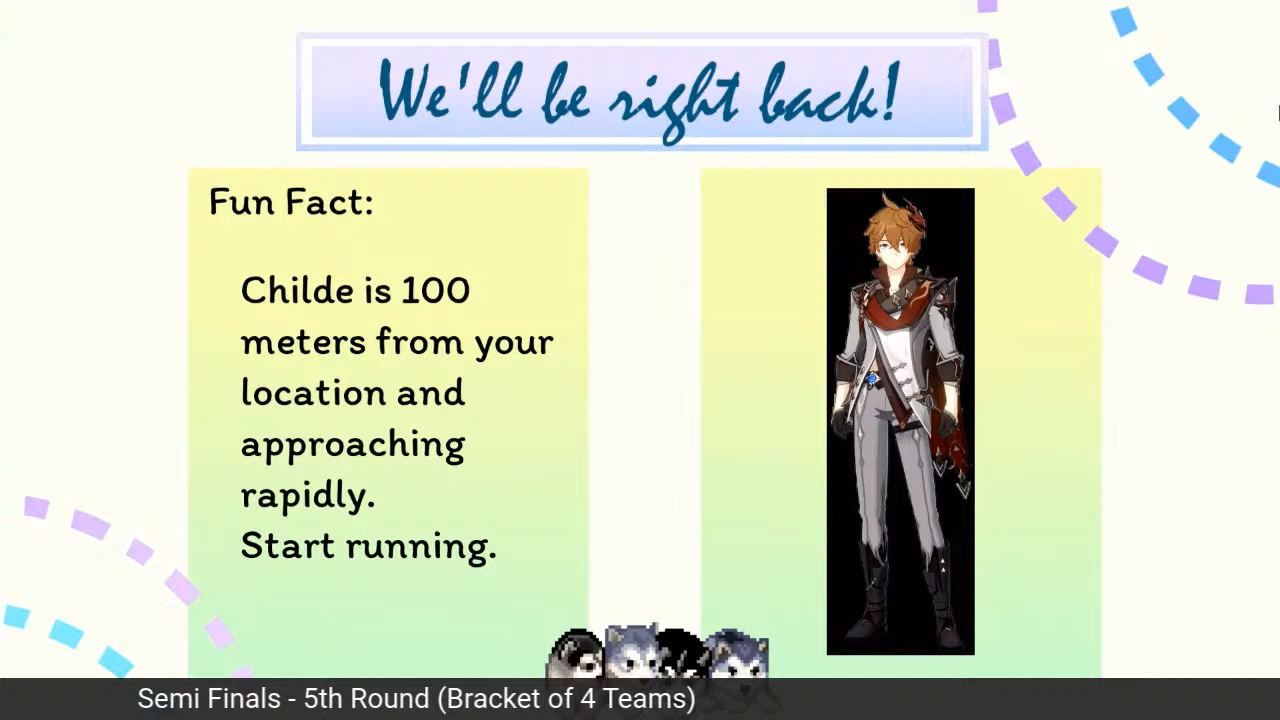 We'll be right back!
Fun Fact:
Childe is 100
meters from your
location and
approaching
rapidly.
Start running.
Semi Finals - 5th Round (Bracket of 4 Teams)